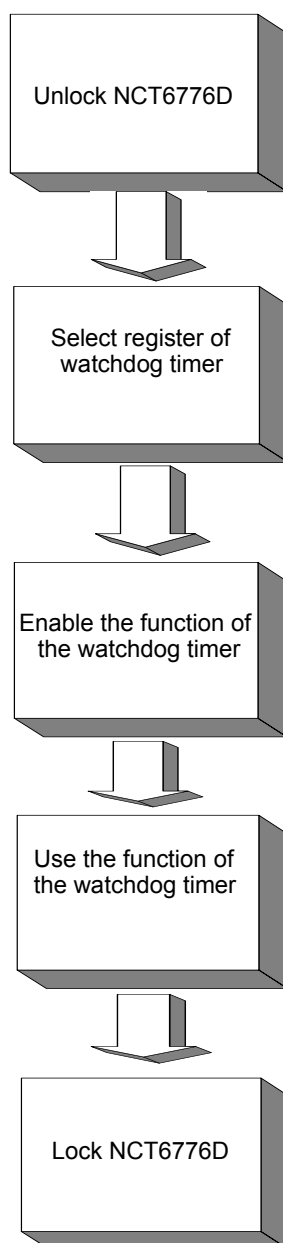 Unlock NCT6776D
Select register of
watchdog timer
Enable the function of
the watchdog timer
Use the function of
the watchdog timer
Lock NCT6776D